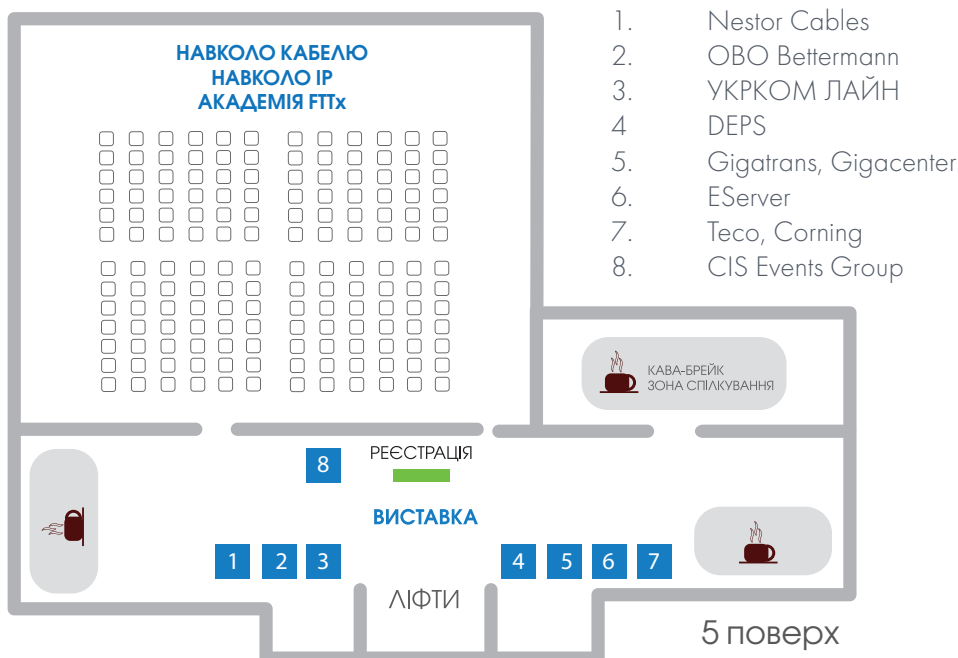 НАВКОЛО КАБЕЛЮ
НАВКОЛО IP
АКАДЕМІЯ FTTx
1. Nestor Cables
2. OBO Bettermann
3. УКРКОМ ЛАЙН
4 DEPS
5. Gigatrans, Gigacenter
6. EServer
7. Teco, Corning
8. CIS Events Group
КАВА-БРЕЙК
ЗОНА СПІЛКУВАННЯ
РЕЄСТРАЦІЯ
8
ВИСТАВКА
1 2 3 4 5 6 7
ЛІФТИ
5 поверх